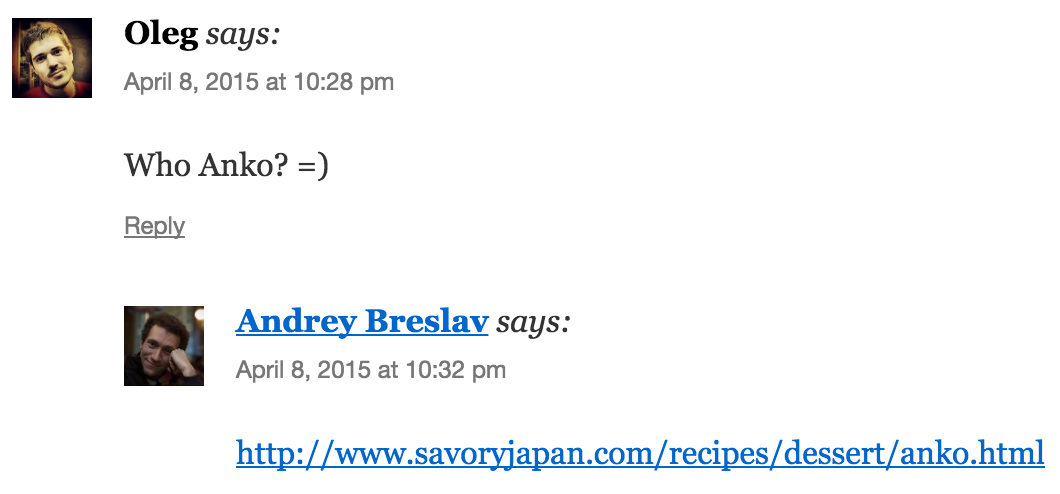 Oleg says:
April 8, 2015 at 10:28 pm
Who Anko? =)
Reply
Andrey Breslav says:
April 8, 2015 at 10:32 pm
http://www.savoryjapan.com/recipes/dessert/anko.html